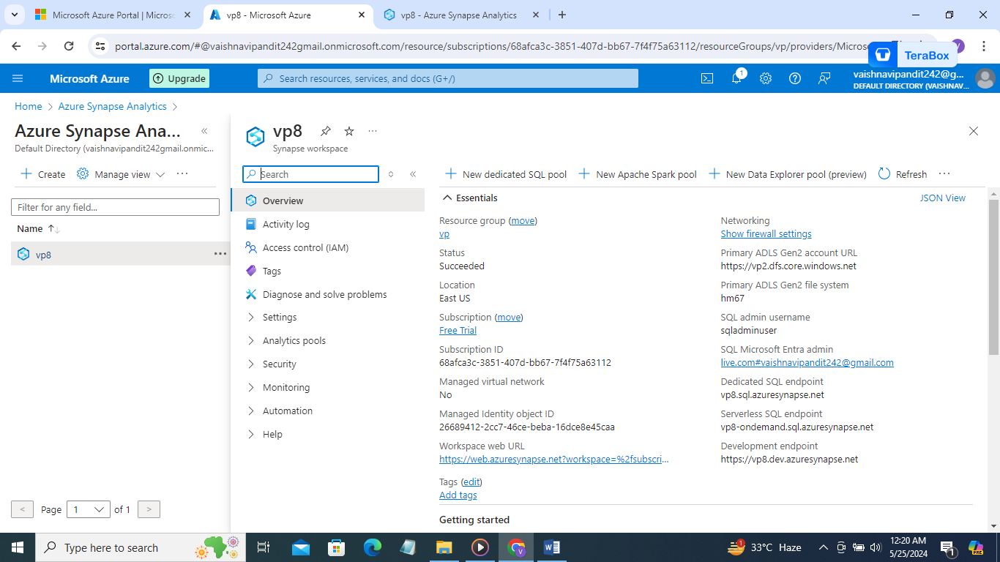 Microsoft Azure Portal | Micros
vp8 - Microsoft Azure
vp8 - Azure Synapse Analytics
portal.azure.com/#@vaishnavipandit242gmail.onmicrosoft.com/resource/subscriptions/68afca3c-3851-407d-bb67-7f4f75a63112/resourceGroups/vp/providers/Micros
TeraBox
Microsoft Azure
Upgrade
Search resources, services, and docs (G+/)
1
vaishnavipandit242@g...
DEFAULT DIRECTORY (VAISHNAV...
Home > Azure Synapse Analytics >
Azure Synapse Ana...
Default Directory (vaishnavipandit242gmail.onmic...
Create
Manage view
Filter for any field...
Name
vp8
Page 1 of 1
vp8
Synapse workspace
Search
Overview
Activity log
Access control (IAM)
Tags
Diagnose and solve problems
Settings
Analytics pools
Security
Monitoring
Automation
Help
New dedicated SQL pool
New Apache Spark pool
New Data Explorer pool (preview)
Refresh
Essentials
JSON View
Resource group (move)
vp
Status
Succeeded
Location
East US
Subscription (move)
Free Trial
Subscription ID
68afca3c-3851-407d-bb67-7f4f75a63112
Managed virtual network
No
Managed Identity object ID
26689412-2cc7-46ce-beba-16dce8e45caa
Workspace web URL
https://web.azuresynapse.net?workspace=%2fsubscri...
Tags (edit)
Add tags
Networking
Show firewall settings
Primary ADLS Gen2 account URL
https://vp2.dfs.core.windows.net
Primary ADLS Gen2 file system
hm67
SQL admin username
sqladminuser
SQL Microsoft Entra admin
live.com#vaishnavipandit242@gmail.com
Dedicated SQL endpoint
vp8.sql.azuresynapse.net
Serverless SQL endpoint
vp8-ondemand.sql.azuresynapse.net
Development endpoint
https://vp8.dev.azuresynapse.net
Getting started
Type here to search
1
33°C Haze
12:20 AM
5/25/2024
1
PRE